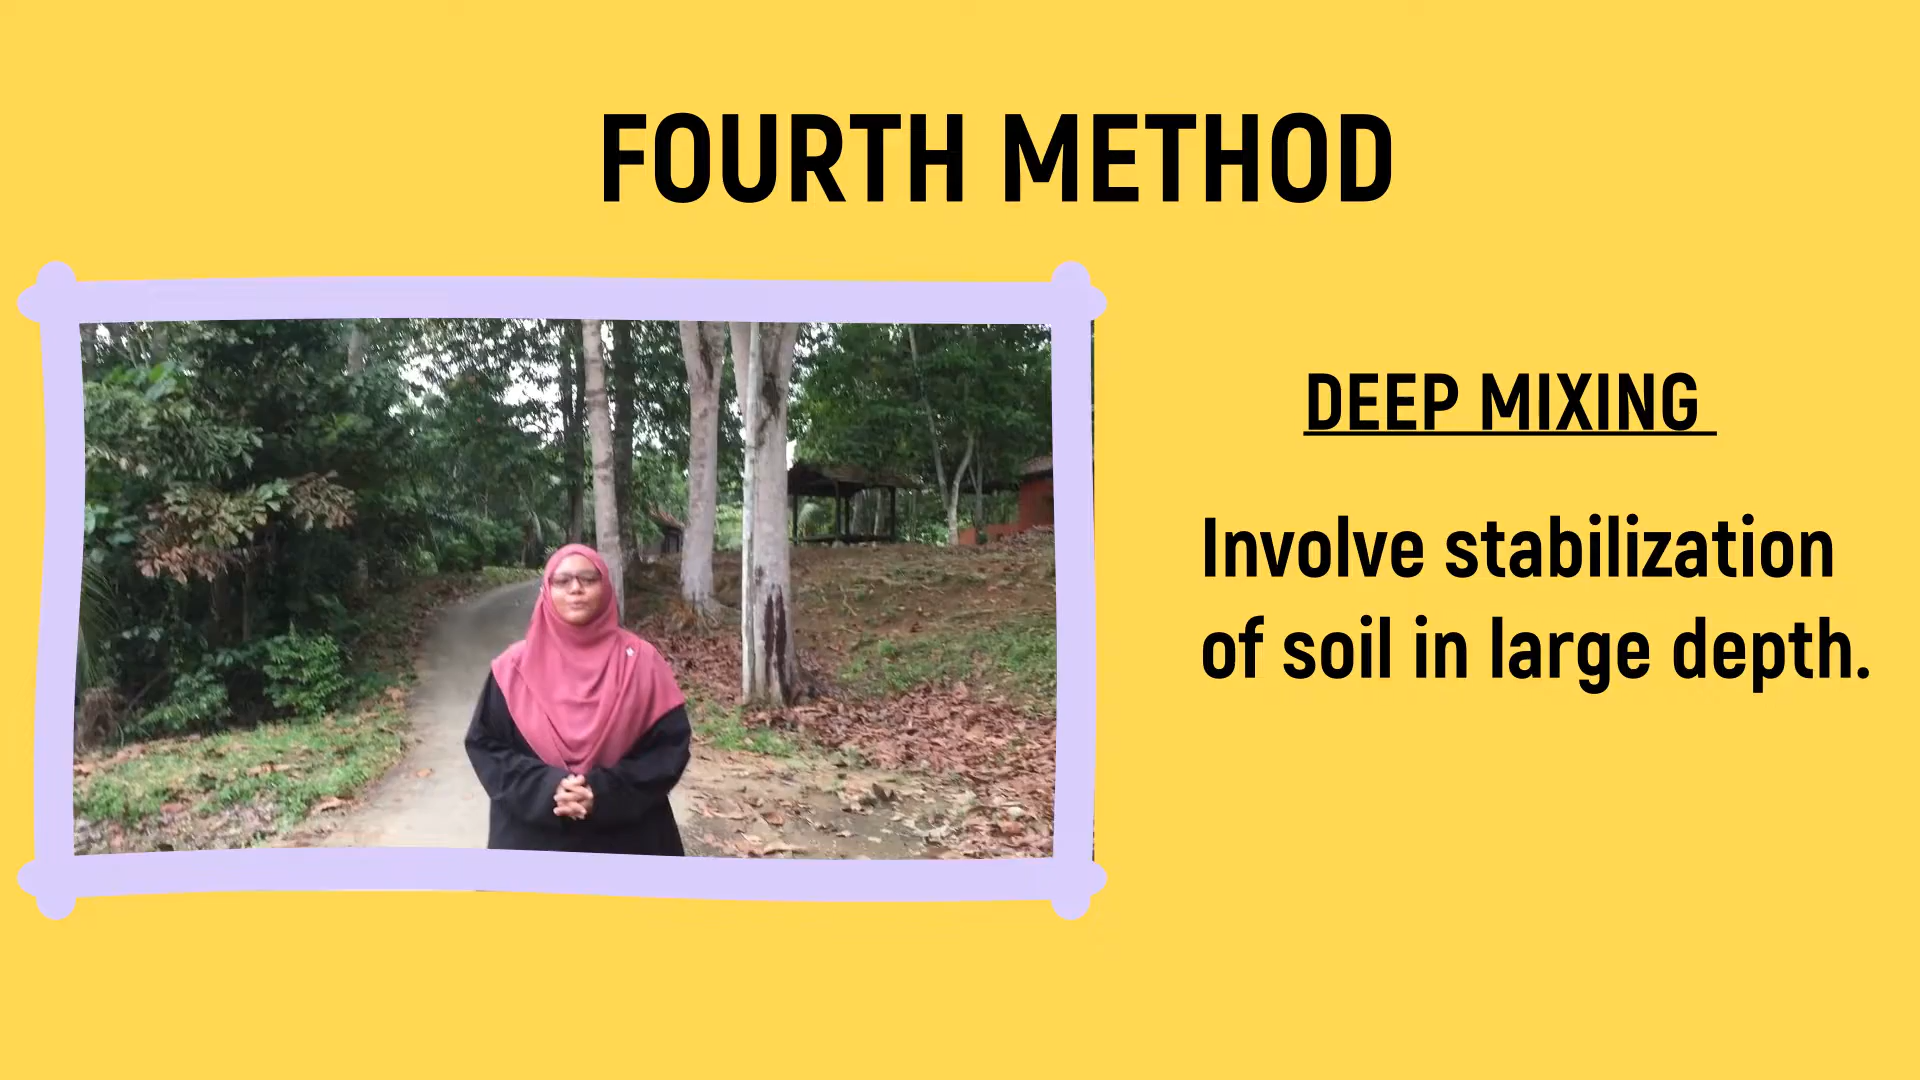 FOURTH METHOD
DEEP MIXING
Involve stabilization
of soil in large depth.